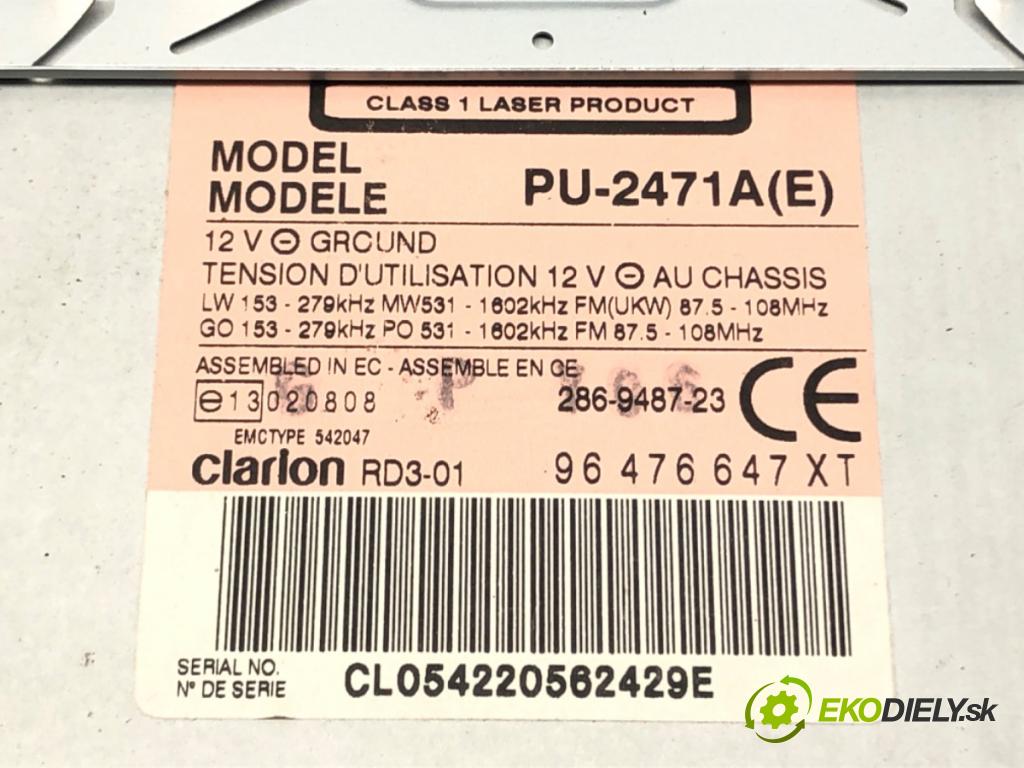 CLASS 1 LASER PRODUCT
MODEL
MODELE PU-2471A(E)
12 V ⊖ GROUND
TENSION D'UTILISATION 12 V ⊖ AU CHASSIS
LW 153 - 279kHz MW531 - 1602kHz FM(UKW) 87.5 - 108MHz
GO 153 - 279kHz PO 531 - 1602kHz FM 87.5 - 108MHz
ASSEMBLED IN EC - ASSEMBLE EN CE
e13 020808 286-9487-23 CE
EMCTYPE 542047
clarion RD3-01 96 476 647 XT
SERIAL NO.
N° DE SERIE CL054220562429E
EKODIELY.sk